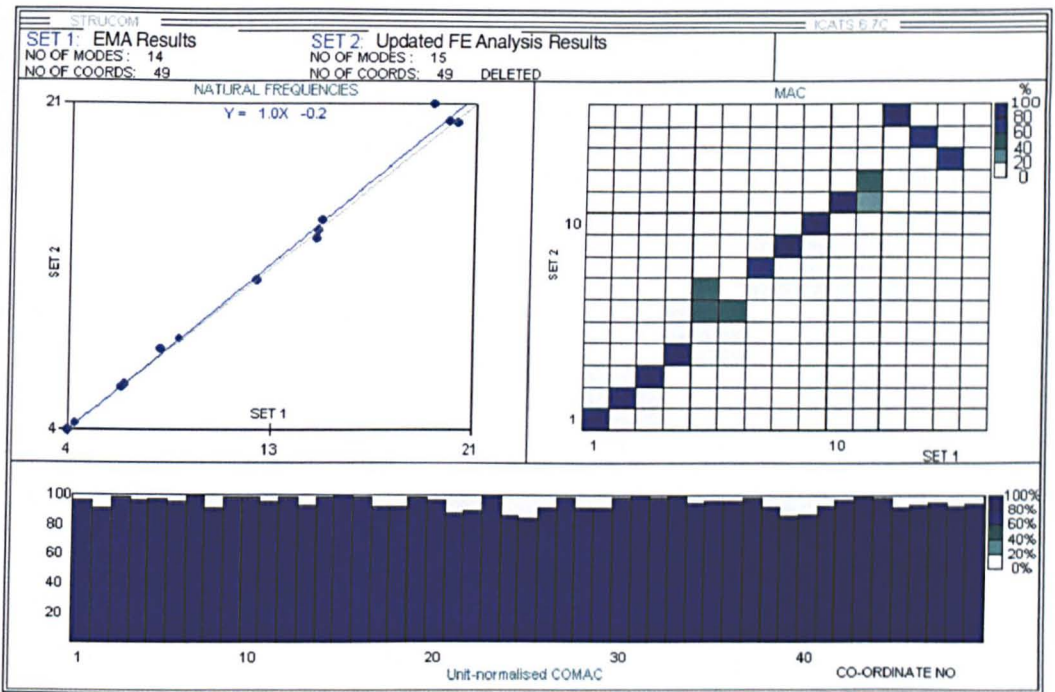 STRUCOM
ICATS 6.7C
SET 1: EMA Results
SET 2: Updated FE Analysis Results
NO OF MODES : 14
NO OF MODES : 15
NO OF COORDS: 49
NO OF COORDS: 49 DELETED
NATURAL FREQUENCIES
Y = 1.0X -0.2
21
SET 2
4
SET 1
4 13 21
MAC
%
100
80
60
40
20
0
10
SET 2
1
1 10
SET 1
100
80
60
40
20
100%
80%
60%
40%
20%
0%
1 10 20 30 40
Unit-normalised COMAC
CO-ORDINATE NO